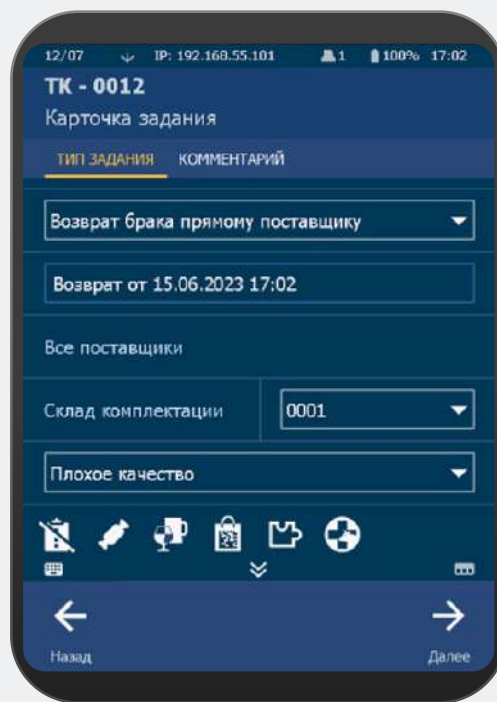 12/07 IP: 192.168.55.101 1 100% 17:02
ТК - 0012
Карточка задания
ТИП ЗАДАНИЯ КОММЕНТАРИЙ
Возврат брака прямому поставщику
Возврат от 15.06.2023 17:02
Все поставщики
Склад комплектации 0001
Плохое качество
Назад Далее